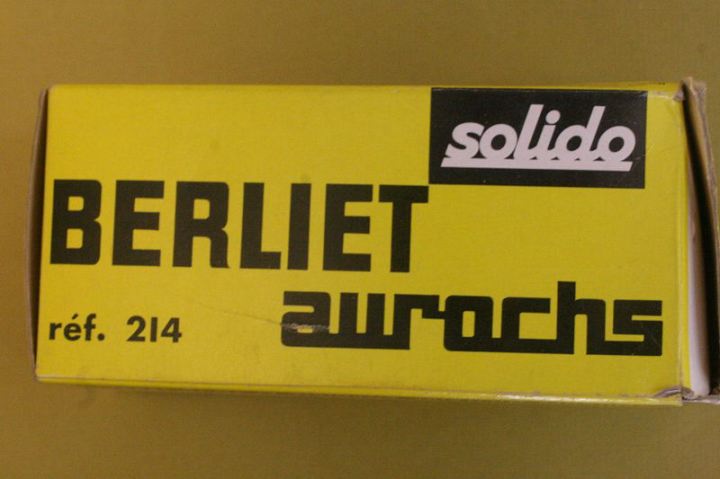 solido
BERLIET
aurochs
réf. 214